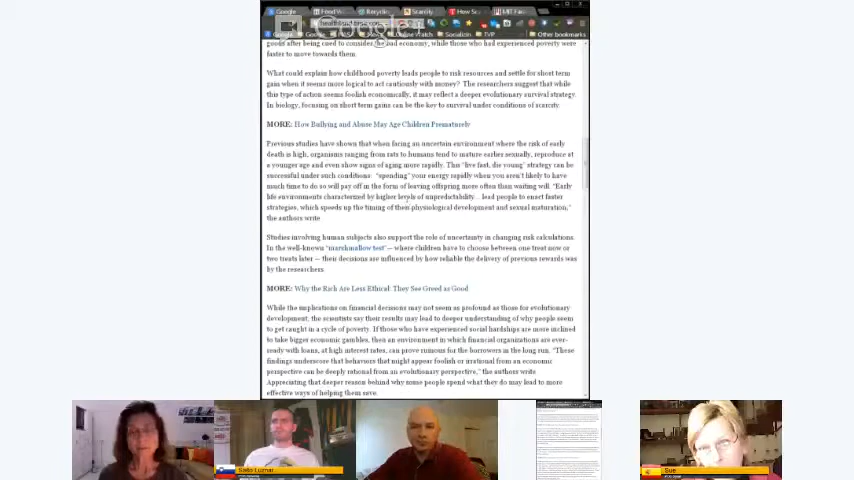 Google
Food W
Recyclin
Scarcity
How Sc
MIT Fac
healthland.time.com
Google
News
Online Watch
Socialism
TVP
Other bookmarks
goods after being cued to consider the bad economy, while those who had experienced poverty were
faster to move towards them.
What could explain how childhood poverty leads people to risk resources and settle for short term
gain when it seems more logical to act cautiously with money? The researchers suggest that while
this type of action seems foolish economically, it may reflect a deeper evolutionary survival strategy.
In biology, focusing on short term gains can be the key to survival under conditions of scarcity.
MORE: How Bullying and Abuse May Age Children Prematurely
Previous studies have shown that when facing an uncertain environment where the risk of early
death is high, organisms ranging from rats to humans tend to mature earlier sexually, reproduce at
a younger age and even show signs of aging more rapidly. This "live fast, die young" strategy can be
successful under such conditions: "spending" your energy rapidly when you aren't likely to have
much time to do so will pay off in the form of leaving offspring more often than waiting will. "Early
life environments characterized by higher levels of unpredictability... lead people to enact faster
strategies, which speeds up the timing of their physiological development and sexual maturation,"
the authors write
Studies involving human subjects also support the role of uncertainty in changing risk calculations.
In the well-known "marshmallow test" — where children have to choose between one treat now or
two treats later — their decisions are influenced by how reliable the delivery of previous rewards was
by the researchers
MORE: Why the Rich Are Less Ethical: They See Greed as Good
While the implications on financial decisions may not seem as profound as those for evolutionary
development, the scientists say their results may lead to deeper understanding of why people seem
to get caught in a cycle of poverty. If those who have experienced social hardships are more inclined
to take bigger economic gambles, then an environment in which financial organizations are ever-
ready with loans, at high interest rates, can prove ruinous for the borrowers in the long run. "These
findings underscore that behaviors that might appear foolish or irrational from an economic
perspective can be deeply rational from an evolutionary perspective," the authors write
Appreciating that deeper reason behind why some people spend what they do may lead to more
effective ways of helping them save.
Sue